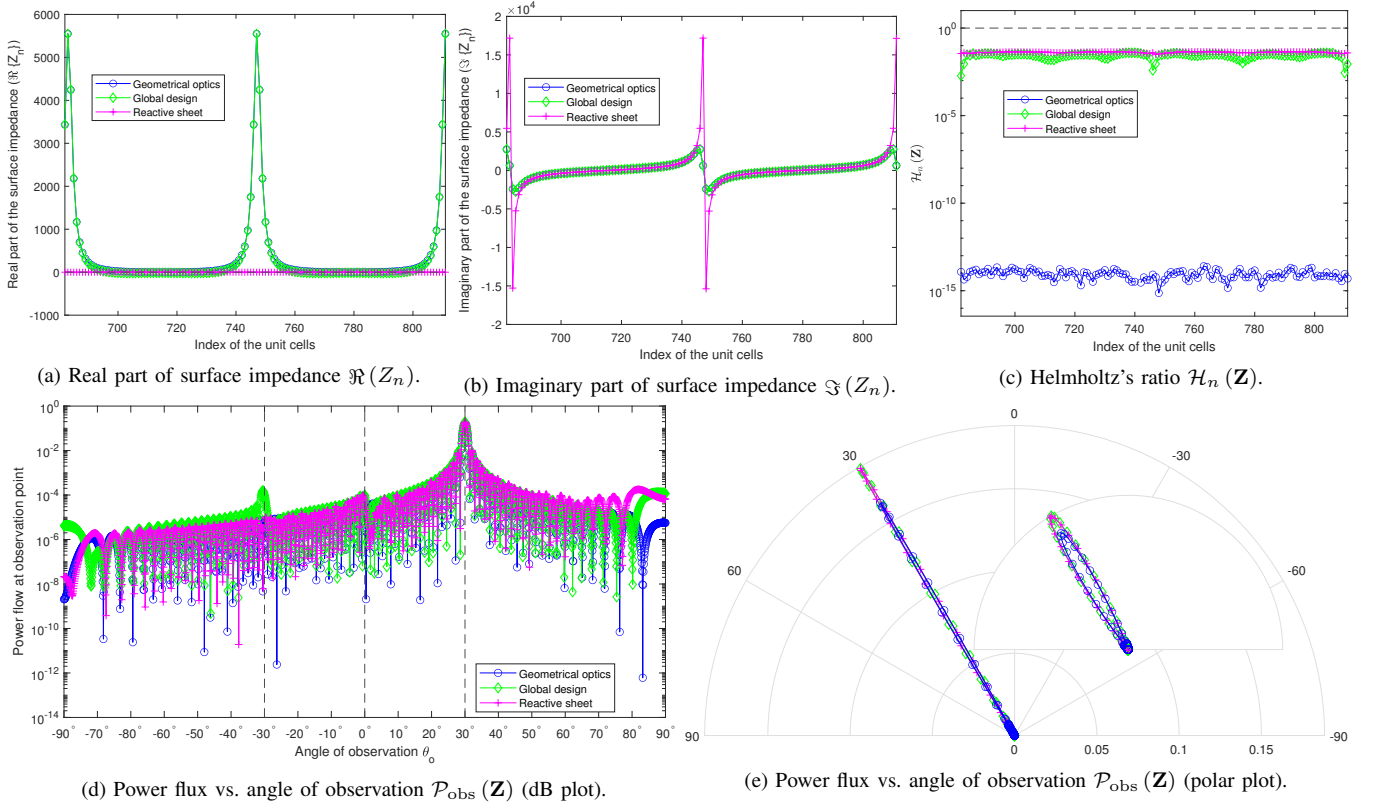 Real part of the surface impedance (ℜ {Z_n})
6000
5000
4000
3000
2000
1000
0
-1000
700
720
740
760
780
800
Index of the unit cells
Geometrical optics
Global design
Reactive sheet
(a) Real part of surface impedance ℜ (Z_n).
Imaginary part of the surface impedance (ℑ {Z_n})
×10^4
2
1.5
1
0.5
0
-0.5
-1
-1.5
-2
700
720
740
760
780
800
Index of the unit cells
Geometrical optics
Global design
Reactive sheet
(b) Imaginary part of surface impedance ℑ (Z_n).
ℋ_n (Z)
10^0
10^-5
10^-10
10^-15
700
720
740
760
780
800
Index of the unit cells
Geometrical optics
Global design
Reactive sheet
(c) Helmholtz's ratio ℋ_n (Z).
Power flow at observation point
10^0
10^-2
10^-4
10^-6
10^-8
10^-10
10^-12
10^-14
-90° -80° -70° -60° -50° -40° -30° -20° -10° 0° 10° 20° 30° 40° 50° 60° 70° 80° 90°
Angle of observation θ_o
Geometrical optics
Global design
Reactive sheet
(d) Power flux vs. angle of observation 𝒫_obs (Z) (dB plot).
0
30
-30
60
-60
90
-90
0
0.05
0.1
0.15
(e) Power flux vs. angle of observation 𝒫_obs (Z) (polar plot).